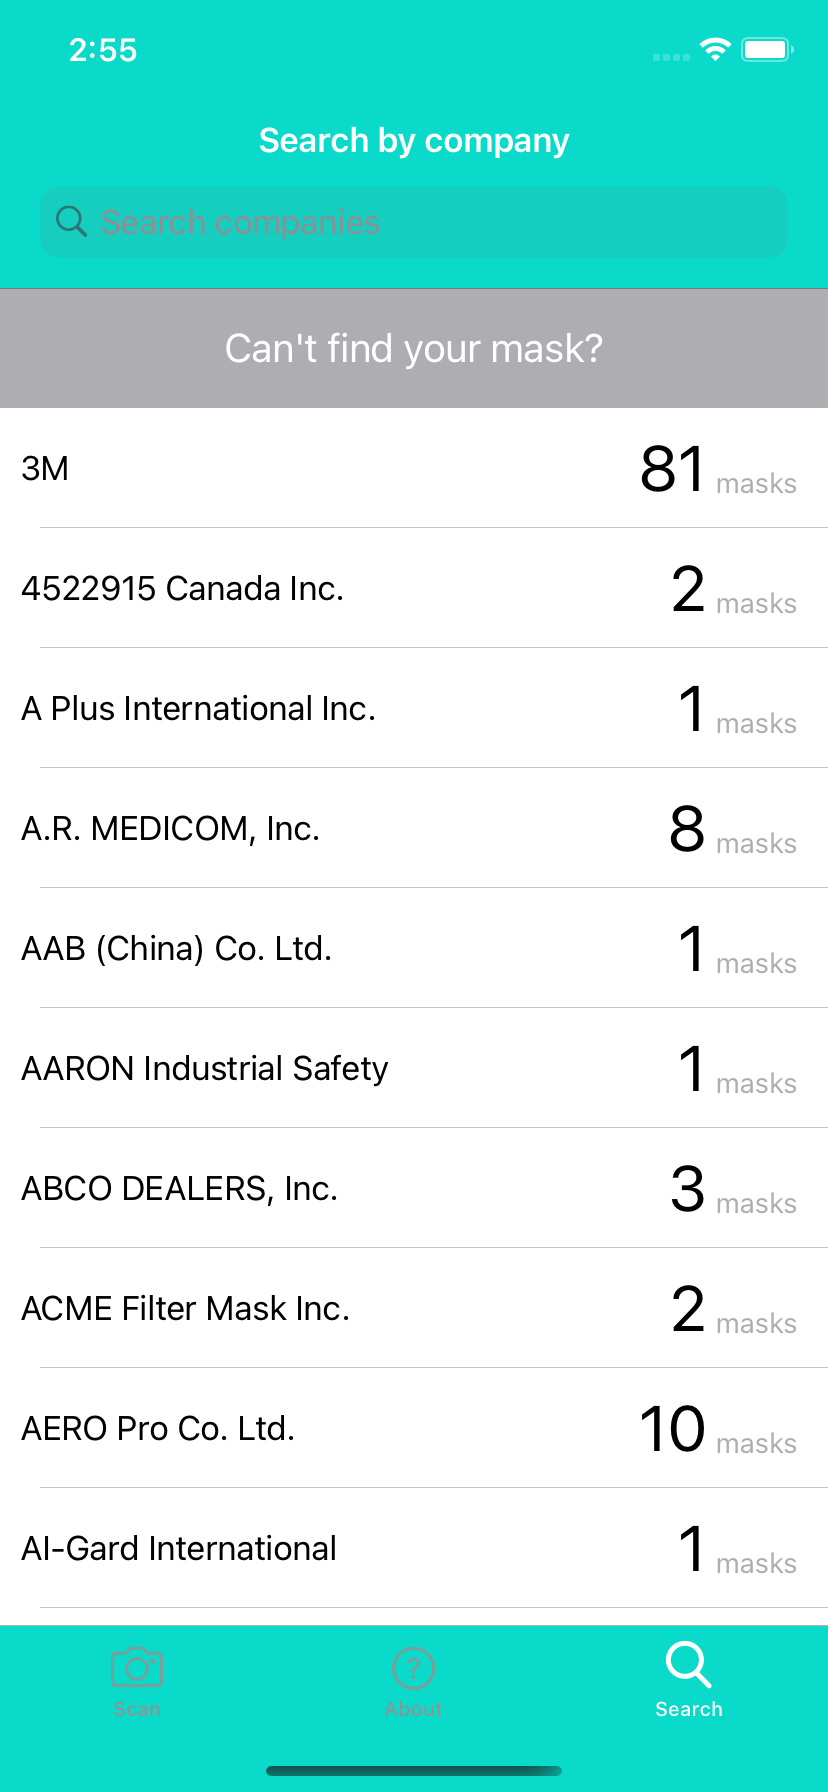 2:55
Search by company
Search companies
Can't find your mask?
3M 81 masks
4522915 Canada Inc. 2 masks
A Plus International Inc. 1 masks
A.R. MEDICOM, Inc. 8 masks
AAB (China) Co. Ltd. 1 masks
AARON Industrial Safety 1 masks
ABCO DEALERS, Inc. 3 masks
ACME Filter Mask Inc. 2 masks
AERO Pro Co. Ltd. 10 masks
AI-Gard International 1 masks
Scan About Search